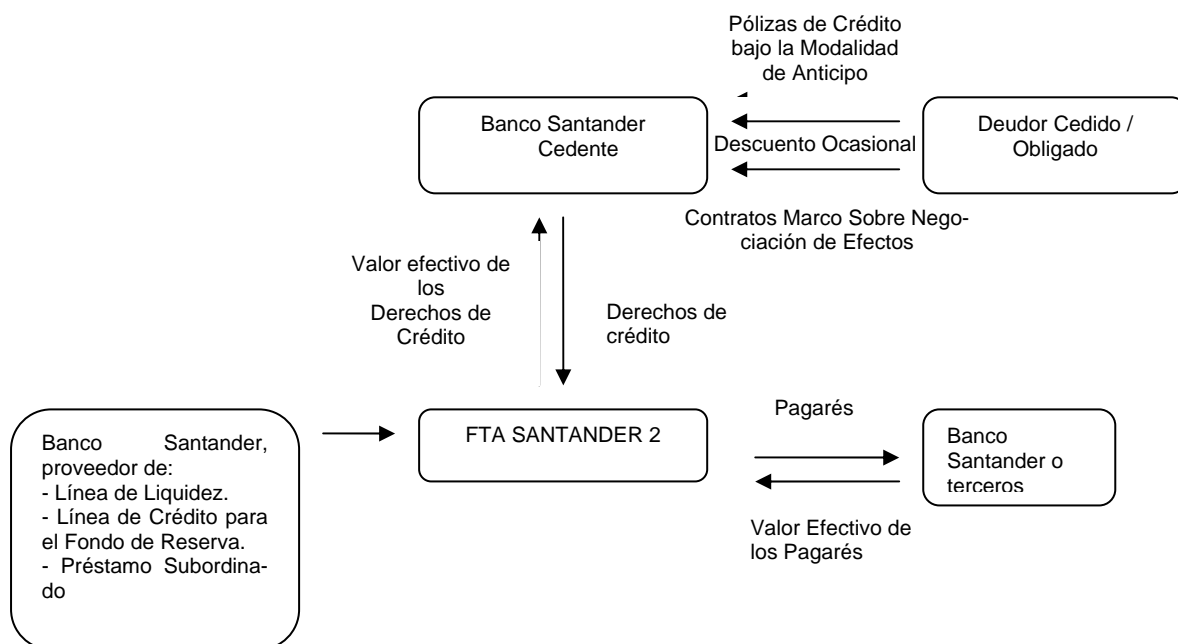 Pólizas de Crédito
bajo la Modalidad
de Anticipo
Banco Santander
Cedente
Descuento Ocasional
Deudor Cedido /
Obligado
Contratos Marco Sobre Nego-
ciación de Efectos
Valor efectivo de
los
Derechos de
Crédito
Derechos de
crédito
Banco Santander,
proveedor de:
- Línea de Liquidez.
- Línea de Crédito para
el Fondo de Reserva.
- Préstamo Subordina-
do
FTA SANTANDER 2
Pagarés
Banco
Santander o
terceros
Valor Efectivo de
los Pagarés